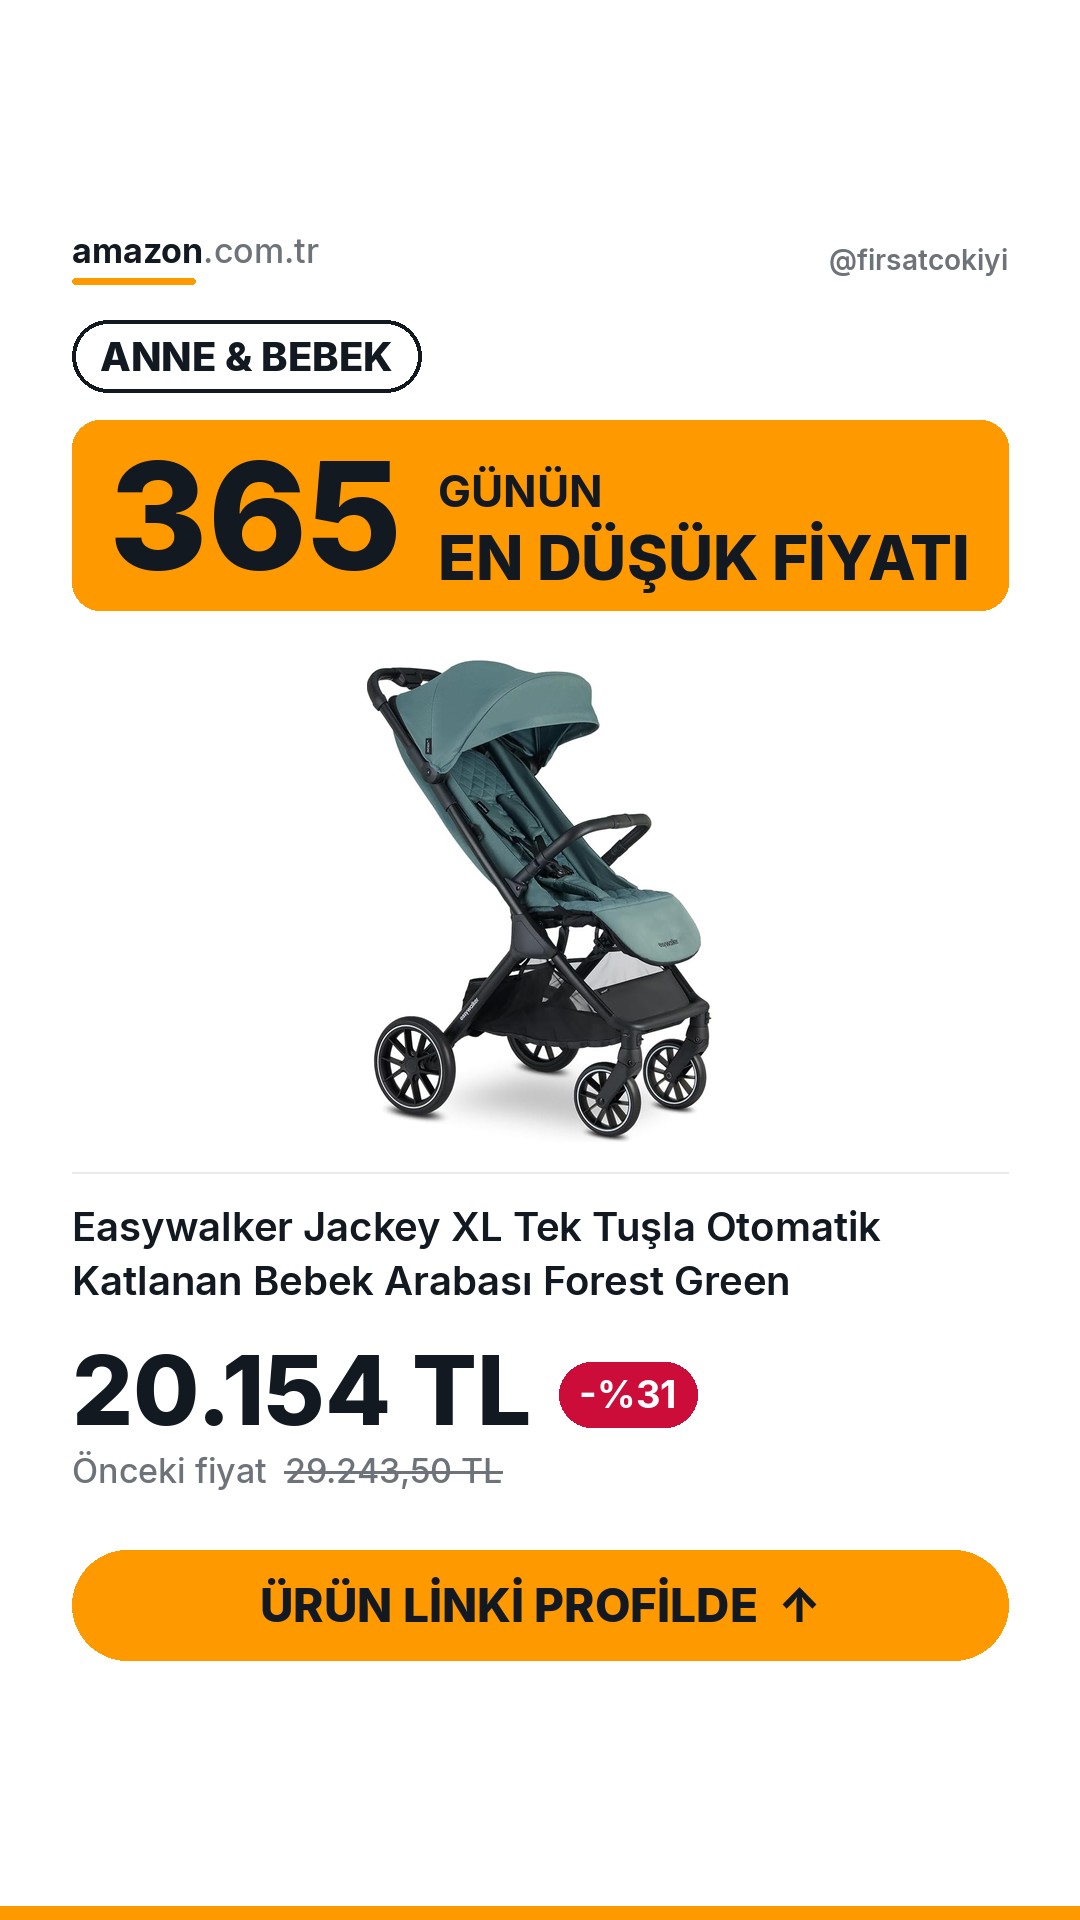 amazon.com.tr
@firsatcokiyi
ANNE & BEBEK
365 GÜNÜN
EN DÜŞÜK FİYATI
easywalker
easywalker
Easywalker Jackey XL Tek Tuşla Otomatik
Katlanan Bebek Arabası Forest Green
20.154 TL -%31
Önceki fiyat 29.243,50 TL
ÜRÜN LİNKİ PROFİLDE ↑